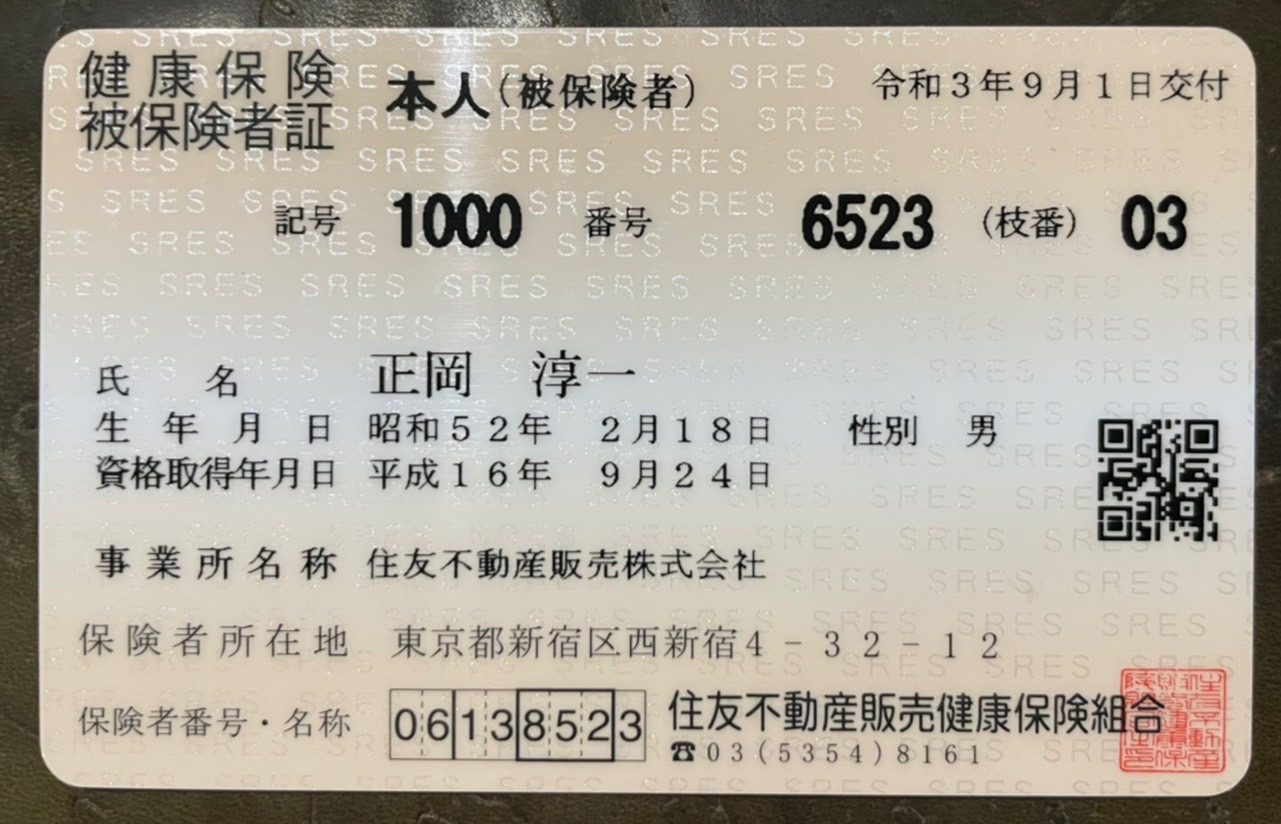 健康保険
被保険者証
本人(被保険者)
令和3年9月1日交付
記号 1000 番号 6523 (枝番) 03
氏名 正岡 淳一
生年月日 昭和52年 2月18日 性別 男
資格取得年月日 平成16年 9月24日
事業所名称 住友不動産販売株式会社
保険者所在地 東京都新宿区西新宿4-32-12
保険者番号・名称 06138523 住友不動産販売健康保険組合
☎03(5354)8161
SRES